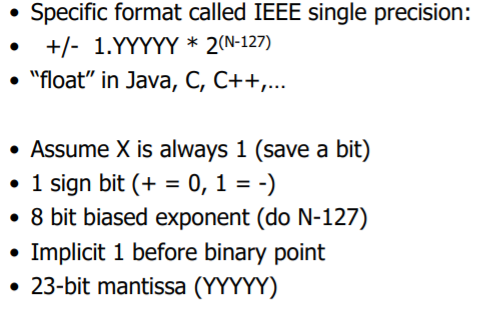 • Specific format called IEEE single precision:
• +/- 1.YYYYY * 2(N-127)
• “float” in Java, C, C++,...
• Assume X is always 1 (save a bit)
• 1 sign bit (+ = 0, 1 = -)
• 8 bit biased exponent (do N-127)
• Implicit 1 before binary point
• 23-bit mantissa (YYYYY)